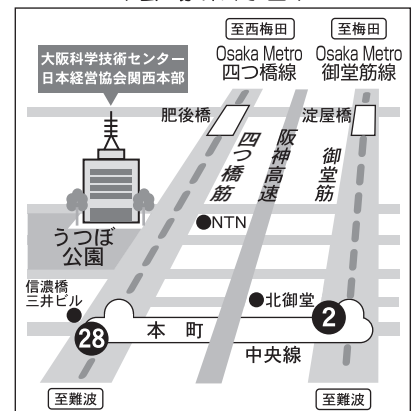 至西梅田
至梅田
Osaka Metro
四つ橋線
Osaka Metro
御堂筋線
大阪科学技術センター
日本経営協会関西本部
肥後橋
淀屋橋
四つ橋筋
阪神高速
御堂筋
NTN
うつぼ
公園
信濃橋
三井ビル
北御堂
2
28
本町
中央線
至難波
至難波